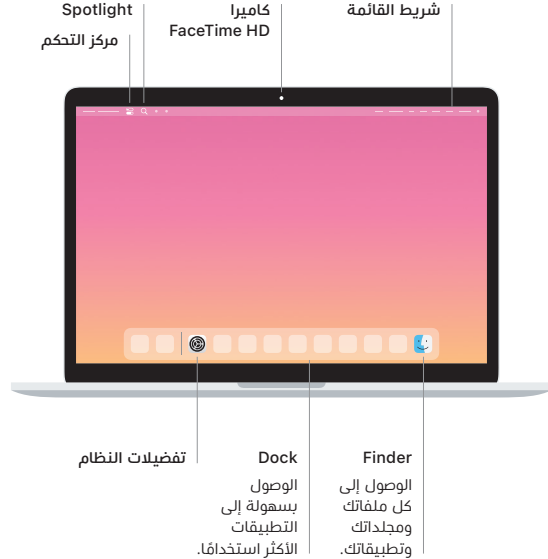 شريط القائمة
كاميرا
FaceTime HD
Spotlight
مركز التحكم
Finder
الوصول إلى
كل ملفاتك
ومجلداتك
وتطبيقاتك.
Dock
الوصول
بسهولة إلى
التطبيقات
الأكثر استخدامًا.
تفضيلات النظام